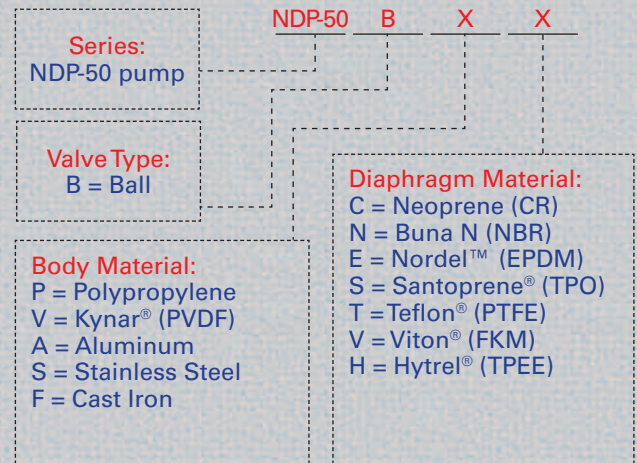 NDP-50 B X X
Series:
NDP-50 pump
Valve Type:
B = Ball
Body Material:
P = Polypropylene
V = Kynar® (PVDF)
A = Aluminum
S = Stainless Steel
F = Cast Iron
Diaphragm Material:
C = Neoprene (CR)
N = Buna N (NBR)
E = Nordel™ (EPDM)
S = Santoprene® (TPO)
T = Teflon® (PTFE)
V = Viton® (FKM)
H = Hytrel® (TPEE)